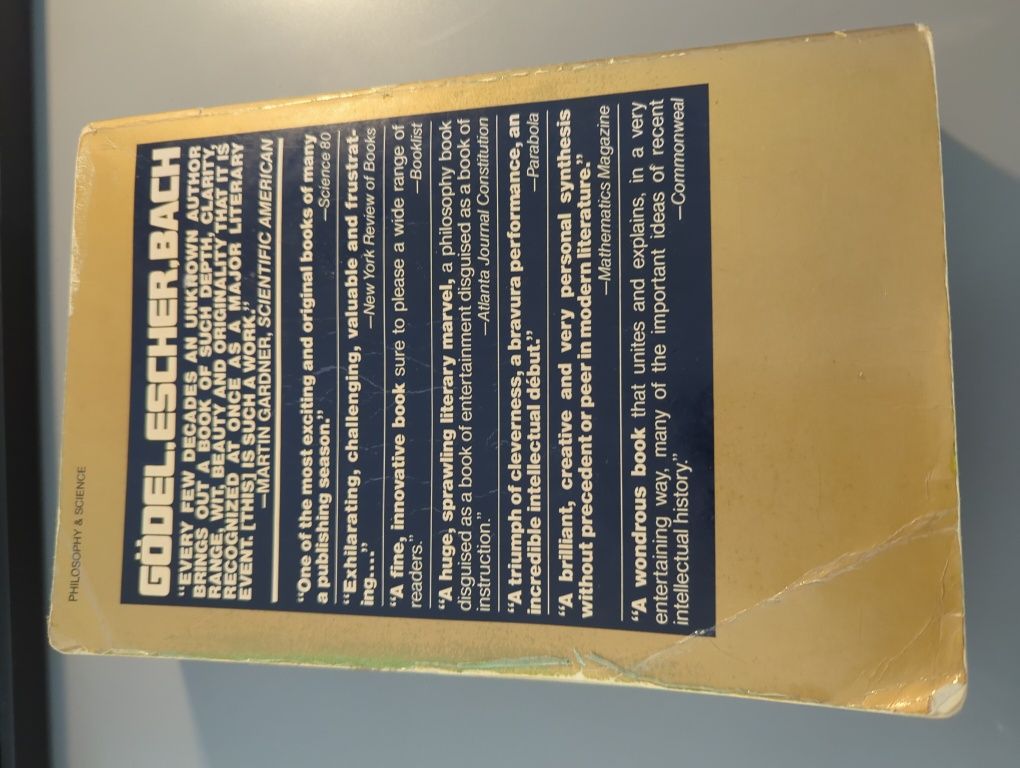 PHILOSOPHY & SCIENCE
GÖDEL.ESCHER.BACH
“EVERY FEW DECADES AN UNKNOWN AUTHOR
BRINGS OUT A BOOK OF SUCH DEPTH, CLARITY,
RANGE, WIT, BEAUTY AND ORIGINALITY THAT IT IS
RECOGNIZED AT ONCE AS A MAJOR LITERARY
EVENT. [THIS] IS SUCH A WORK.”
—MARTIN GARDNER, SCIENTIFIC AMERICAN
“One of the most exciting and original books of many
a publishing season.”
—Science 80
“Exhilarating, challenging, valuable and frustrat-
ing...”
—New York Review of Books
“A fine, innovative book sure to please a wide range of
readers.”
—Booklist
“A huge, sprawling literary marvel, a philosophy book
disguised as a book of entertainment disguised as a book of
instruction.”
—Atlanta Journal Constitution
“A triumph of cleverness, a bravura performance, an
incredible intellectual début.”
—Parabola
“A brilliant, creative and very personal synthesis
without precedent or peer in modern literature.”
—Mathematics Magazine
“A wondrous book that unites and explains, in a very
entertaining way, many of the important ideas of recent
intellectual history.”
—Commonweal